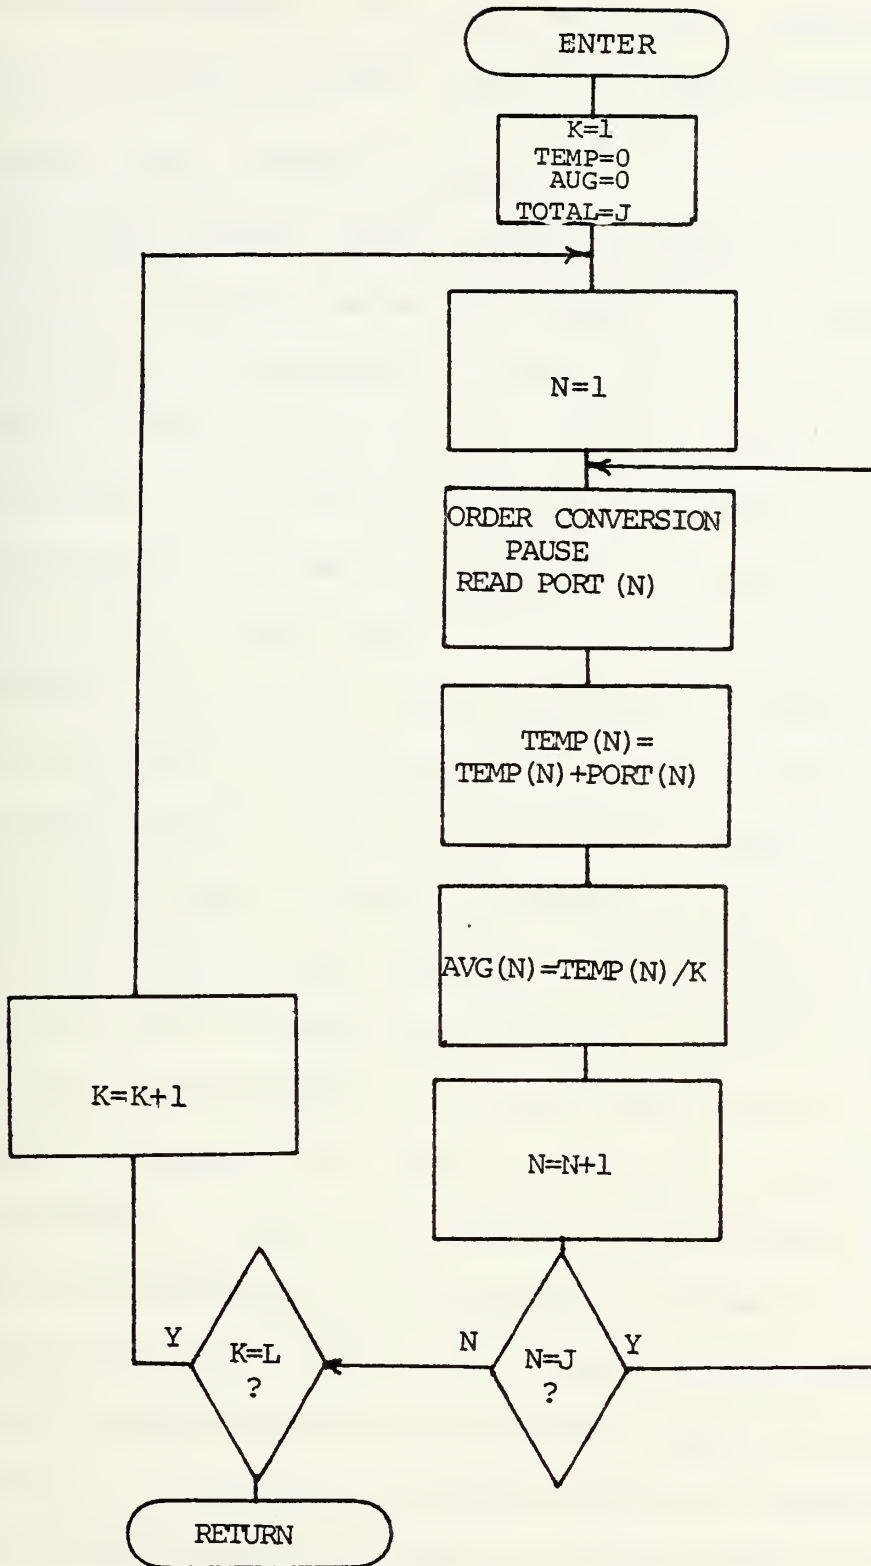 ENTER
K=1
TEMP=0
AUG=0
TOTAL=J
N=1
ORDER CONVERSION
PAUSE
READ PORT (N)
TEMP(N)=
TEMP(N)+PORT(N)
AVG(N)=TEMP(N)/K
K=K+1
N=N+1
Y
K=L
?
N
N=J
?
Y
RETURN